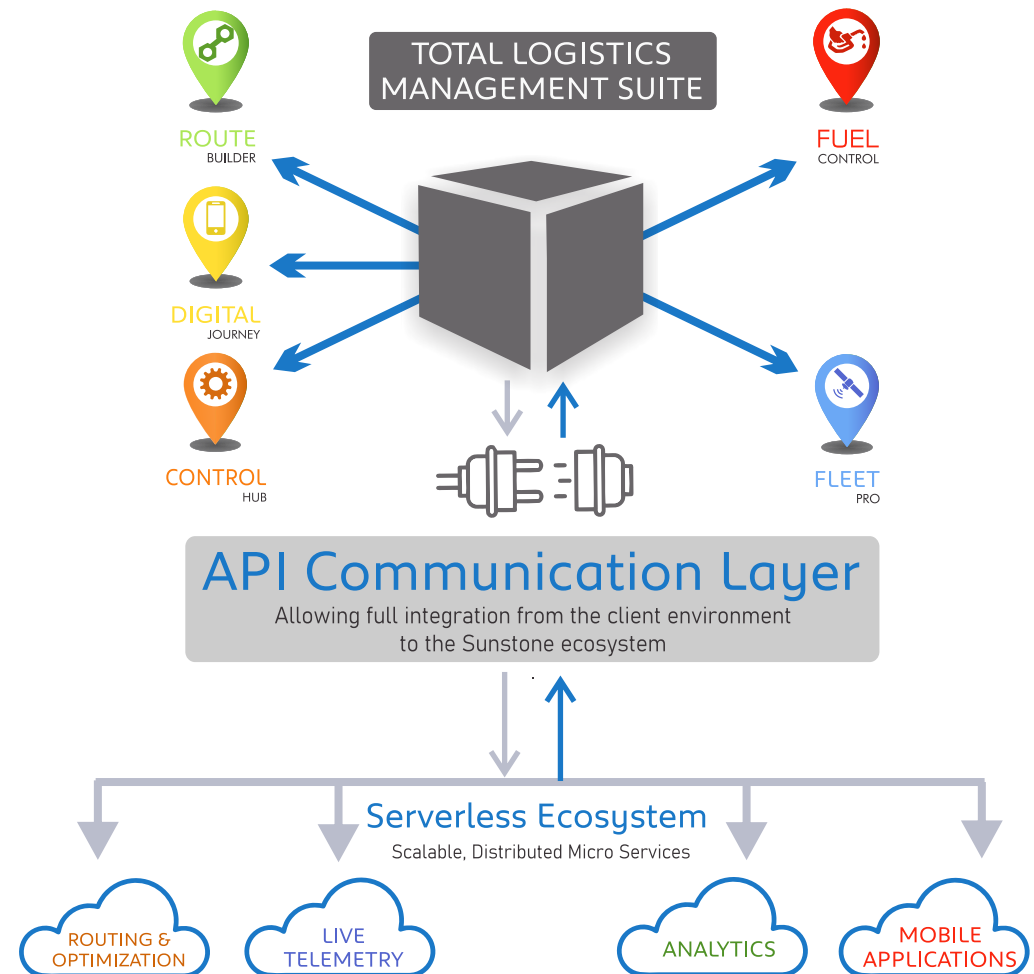 TOTAL LOGISTICS
MANAGEMENT SUITE
ROUTE
BUILDER
FUEL
CONTROL
DIGITAL
JOURNEY
CONTROL
HUB
FLEET
PRO
API Communication Layer
Allowing full integration from the client environment
to the Sunstone ecosystem
Serverless Ecosystem
Scalable, Distributed Micro Services
ROUTING &
OPTIMIZATION
LIVE
TELEMETRY
ANALYTICS
MOBILE
APPLICATIONS